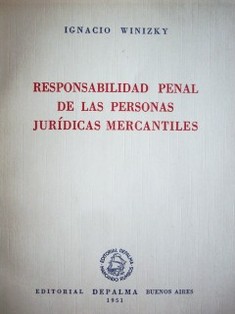 IGNACIO WINIZKY
RESPONSABILIDAD PENAL
DE LAS PERSONAS
JURÍDICAS MERCANTILES
EDITORIAL DEPALMA BUENOS AIRES
1951